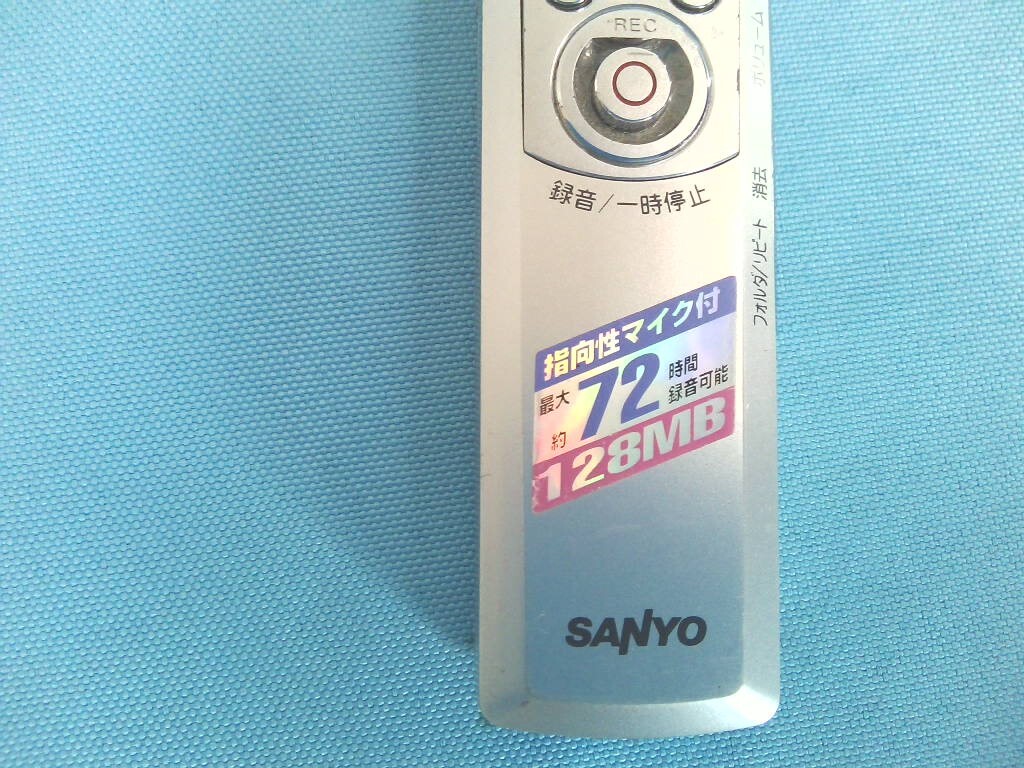 REC
録音/一時停止
ボリューム
消去
フォルダ/リピート
指向性マイク付
最大
約
72
時間
録音可能
128MB
SANYO